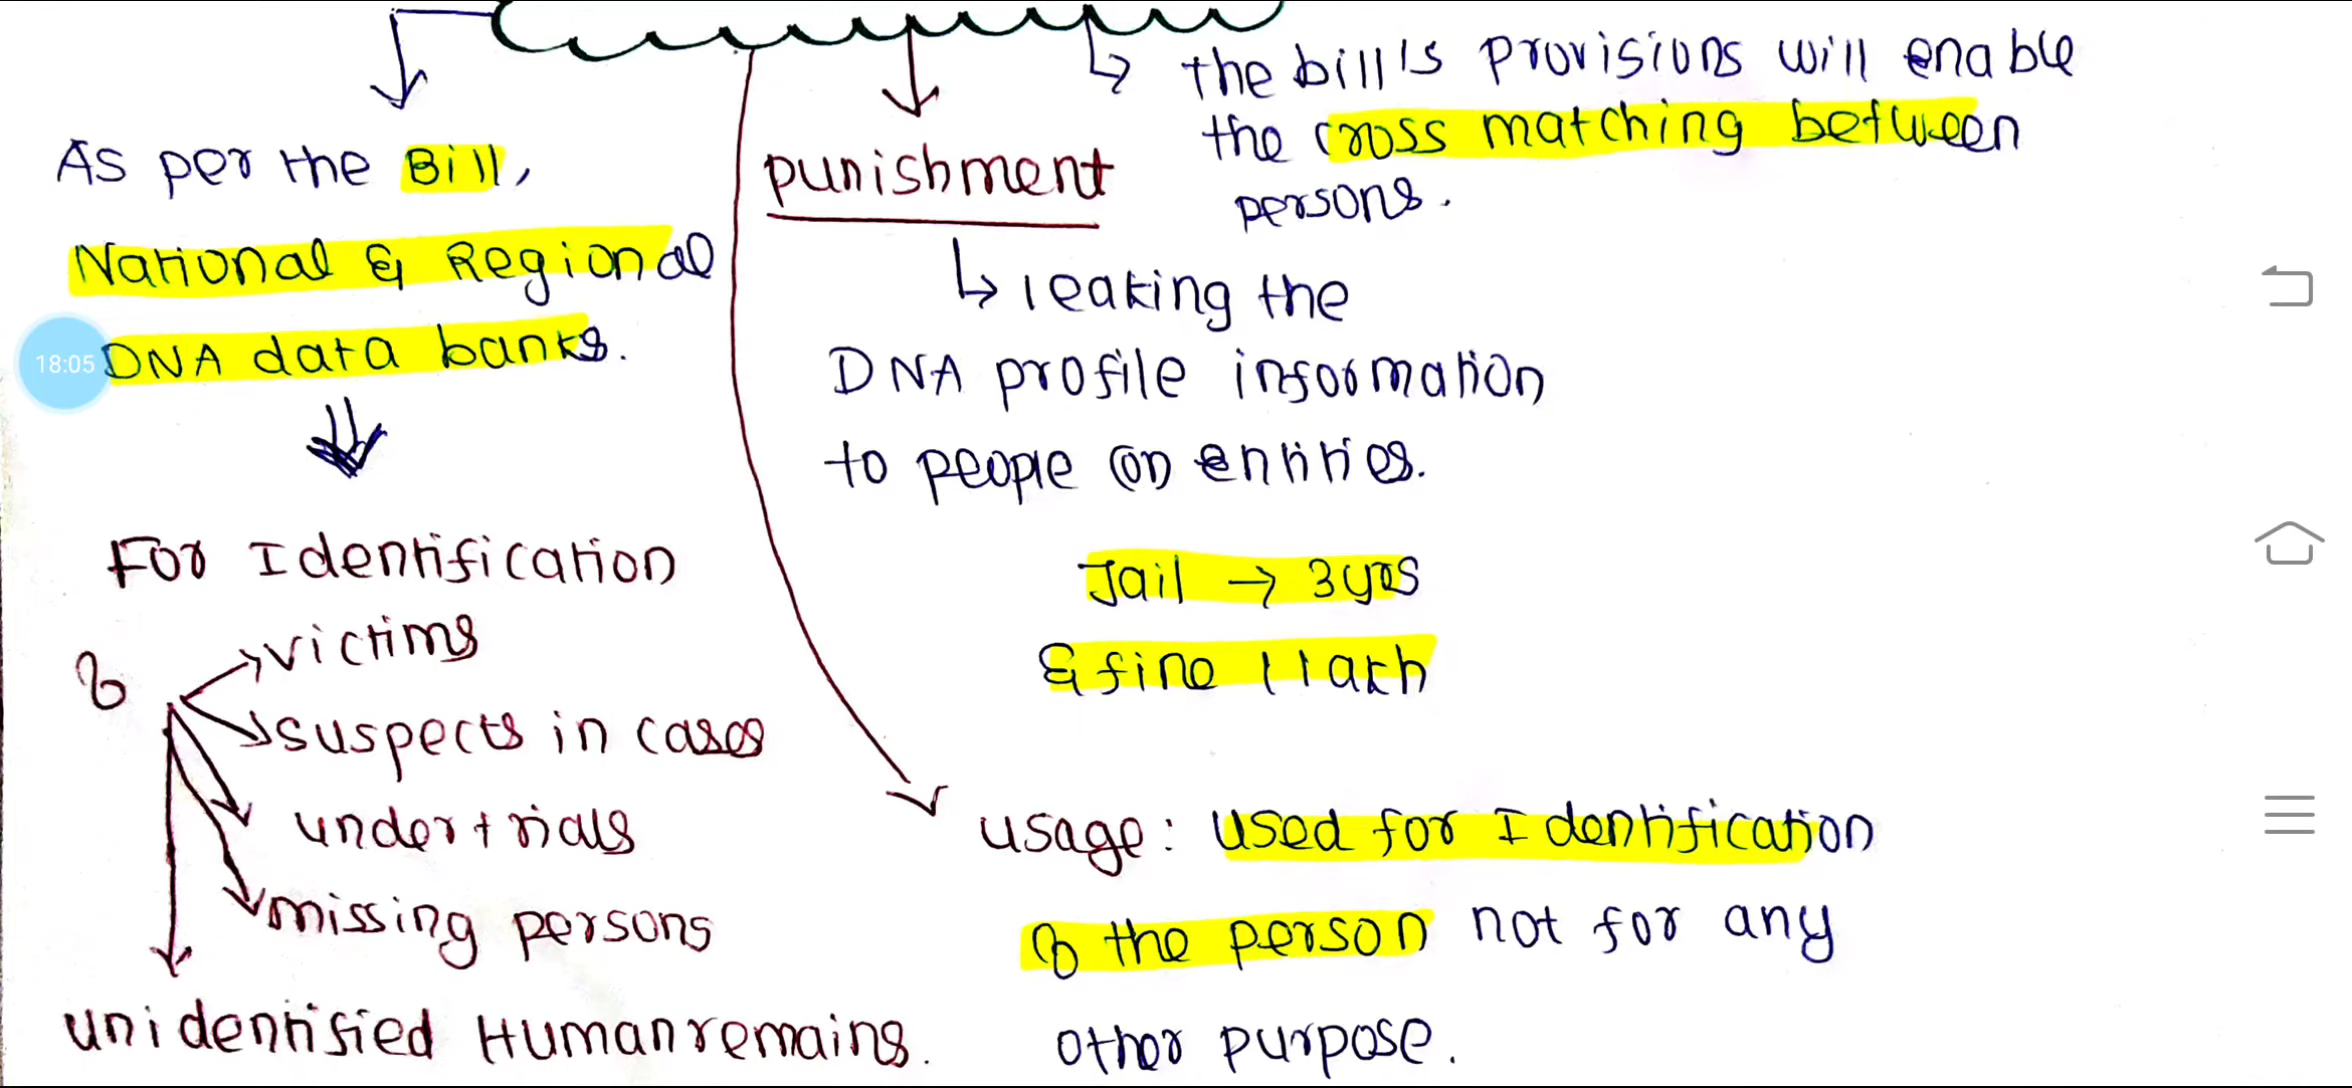 the bill's provisions will enable
the cross matching between
persons.
As per the Bill,
National & Regional
DNA data banks.
18:05
For Identification
of
victims
suspects in cases
undertrials
missing persons
unidentified Human remains.
punishment
leaking the
DNA profile information
to people (or) entities.
Jail → 3 yrs
& fine 1 lakh
usage: used for Identification
of the person not for any
other purpose.